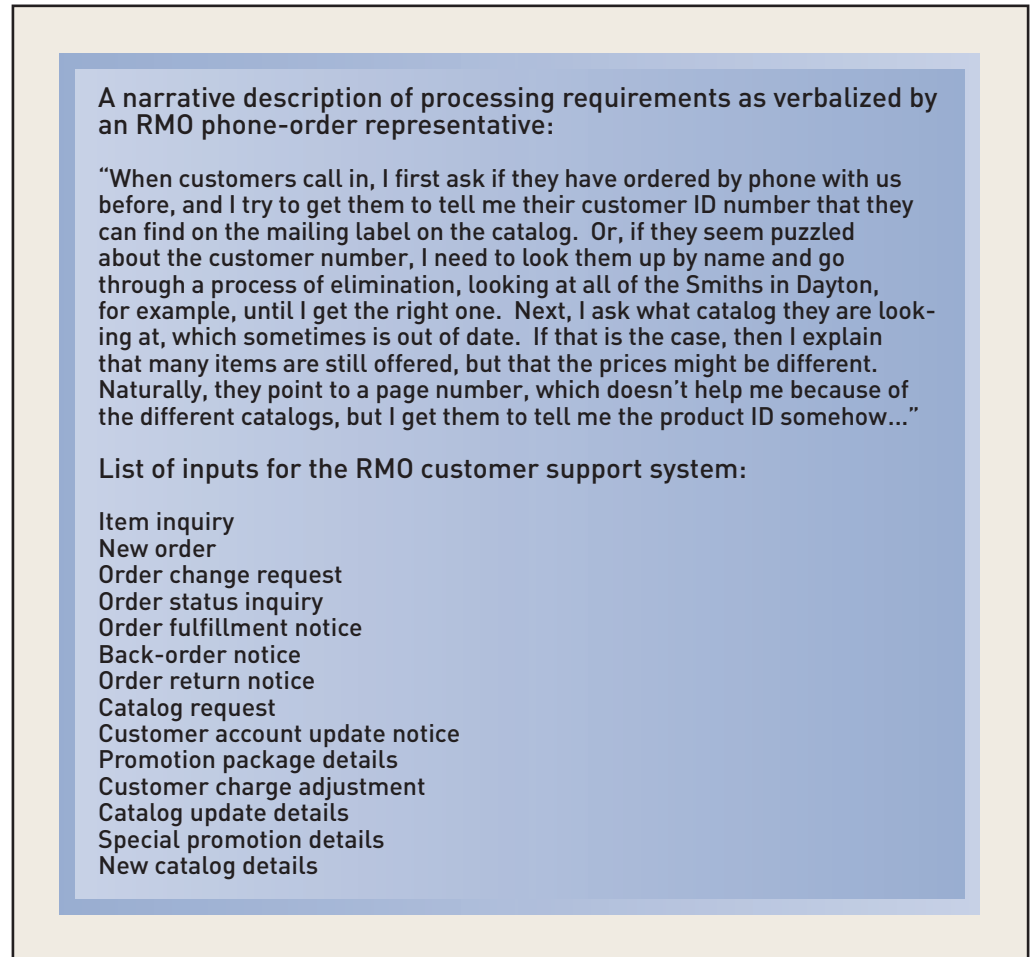 A narrative description of processing requirements as verbalized by
an RMO phone-order representative:
“When customers call in, I first ask if they have ordered by phone with us
before, and I try to get them to tell me their customer ID number that they
can find on the mailing label on the catalog.  Or, if they seem puzzled
about the customer number, I need to look them up by name and go
through a process of elimination, looking at all of the Smiths in Dayton,
for example, until I get the right one.  Next, I ask what catalog they are look-
ing at, which sometimes is out of date.  If that is the case, then I explain
that many items are still offered, but that the prices might be different.
Naturally, they point to a page number, which doesn’t help me because of
the different catalogs, but I get them to tell me the product ID somehow...”
List of inputs for the RMO customer support system:
Item inquiry
New order
Order change request
Order status inquiry
Order fulfillment notice
Back-order notice
Order return notice
Catalog request
Customer account update notice
Promotion package details
Customer charge adjustment
Catalog update details
Special promotion details
New catalog details